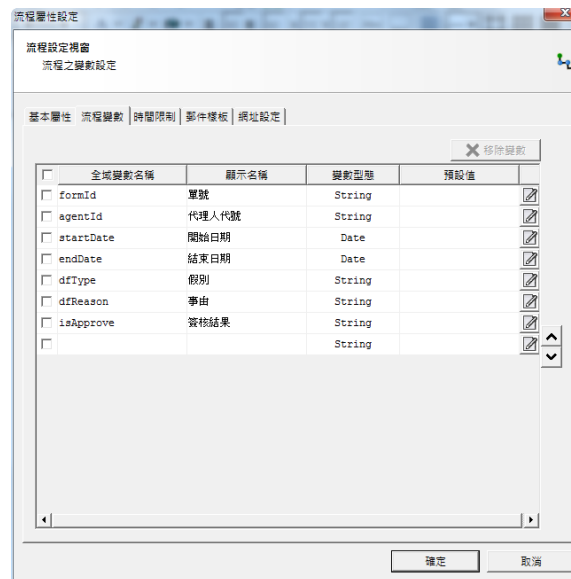 流程屬性設定
流程設定視窗
流程之變數設定
基本屬性 流程變數 時間限制 郵件樣板 網址設定
移除變數
全域變數名稱 顯示名稱 變數型態 預設值
formId 單號 String
agentId 代理人代號 String
startDate 開始日期 Date
endDate 結束日期 Date
dfType 假別 String
dfReason 事由 String
isApprove 簽核結果 String
String
確定 取消